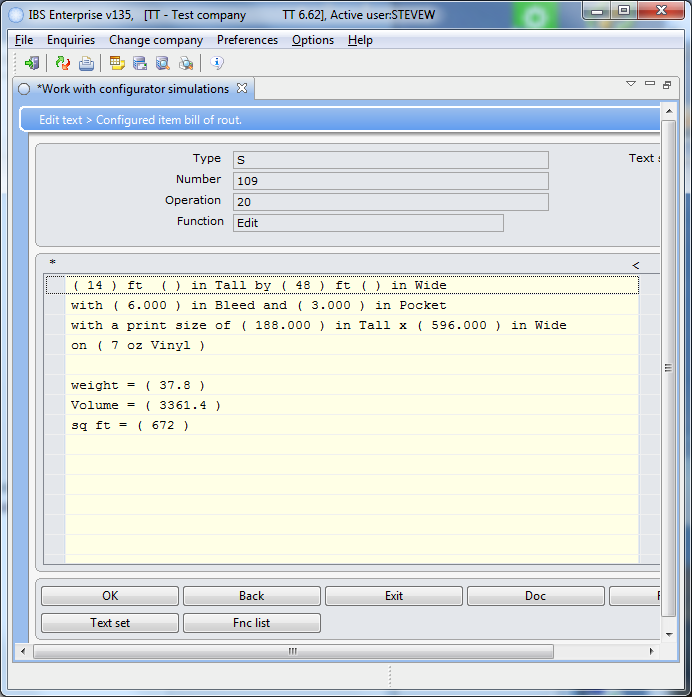 IBS Enterprise v135, [TT - Test company TT 6.62], Active user:STEVEW
File Enquiries Change company Preferences Options Help
*Work with configurator simulations
Edit text > Configured item bill of rout.
Type S Text
Number 109
Operation 20
Function Edit
* <
( 14 ) ft ( ) in Tall by ( 48 ) ft ( ) in Wide
with ( 6.000 ) in Bleed and ( 3.000 ) in Pocket
with a print size of ( 188.000 ) in Tall x ( 596.000 ) in Wide
on ( 7 oz Vinyl )
weight = ( 37.8 )
Volume = ( 3361.4 )
sq ft = ( 672 )
OK Back Exit Doc
Text set Fnc list